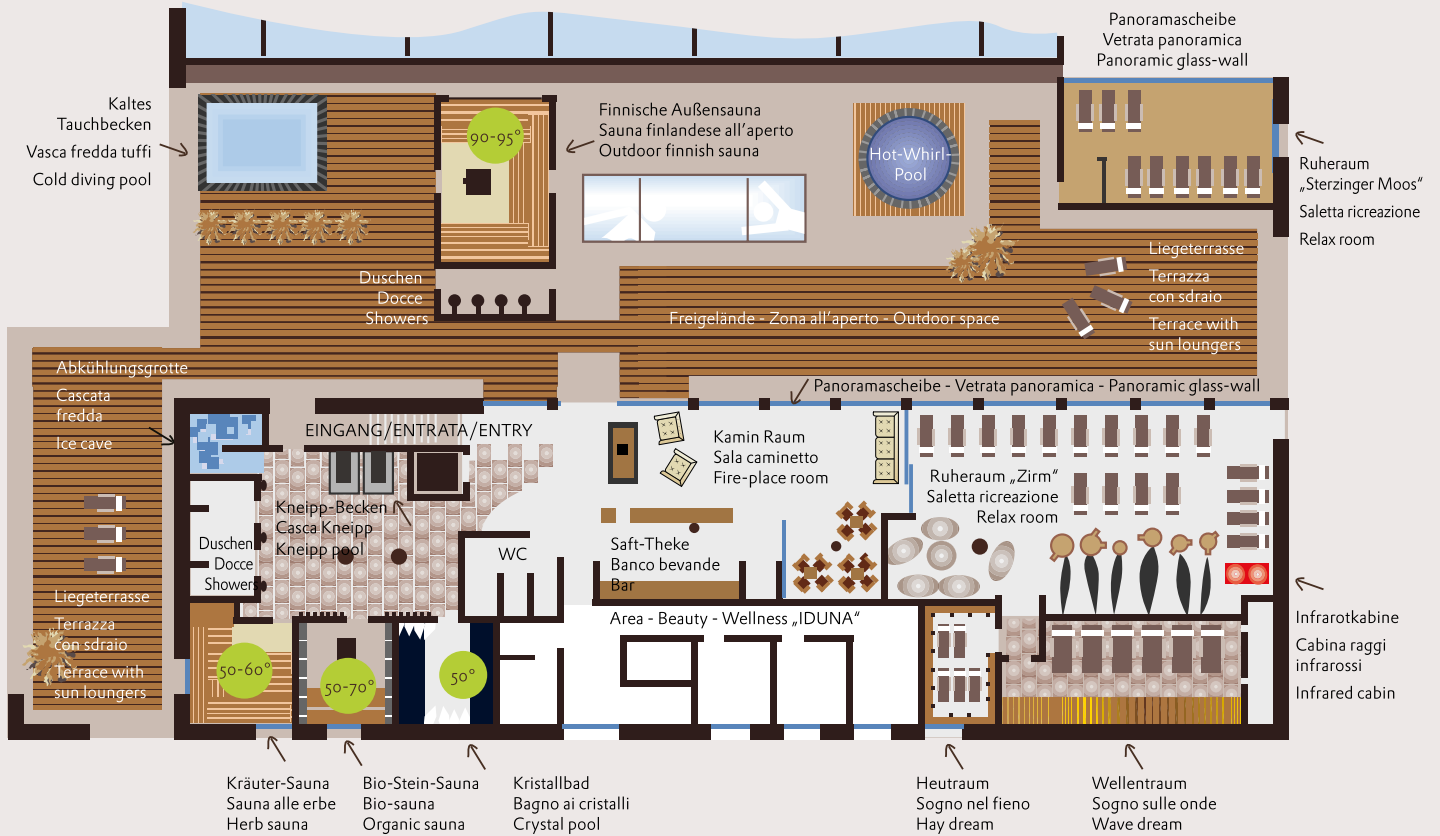 Panoramascheibe
Vetrata panoramica
Panoramic glass-wall
Kaltes
Tauchbecken
Vasca fredda tuffi
Cold diving pool
90-95°
Finnische Außensauna
Sauna finlandese all'aperto
Outdoor finnish sauna
Hot-Whirl-
Pool
Ruheraum
„Sterzinger Moos“
Saletta ricreazione
Relax room
Duschen
Docce
Showers
Freigelände - Zona all'aperto - Outdoor space
Liegeterrasse
Terrazza
con sdraio
Terrace with
sun loungers
Abkühlungsgrotte
Cascata
fredda
Ice cave
Panoramascheibe - Vetrata panoramica - Panoramic glass-wall
EINGANG/ENTRATA/ENTRY
Kamin Raum
Sala caminetto
Fire-place room
Ruheraum „Zirm“
Saletta ricreazione
Relax room
Kneipp-Becken
Casca Kneipp
Kneipp pool
Duschen
Docce
Showers
WC
Saft-Theke
Banco bevande
Bar
Liegeterrasse
Terrazza
con sdraio
Terrace with
sun loungers
Area - Beauty - Wellness „IDUNA“
Infrarotkabine
Cabina raggi
infrarossi
Infrared cabin
50-60°
50-70°
50°
Kräuter-Sauna
Sauna alle erbe
Herb sauna
Bio-Stein-Sauna
Bio-sauna
Organic sauna
Kristallbad
Bagno ai cristalli
Crystal pool
Heutraum
Sogno nel fieno
Hay dream
Wellentraum
Sogno sulle onde
Wave dream